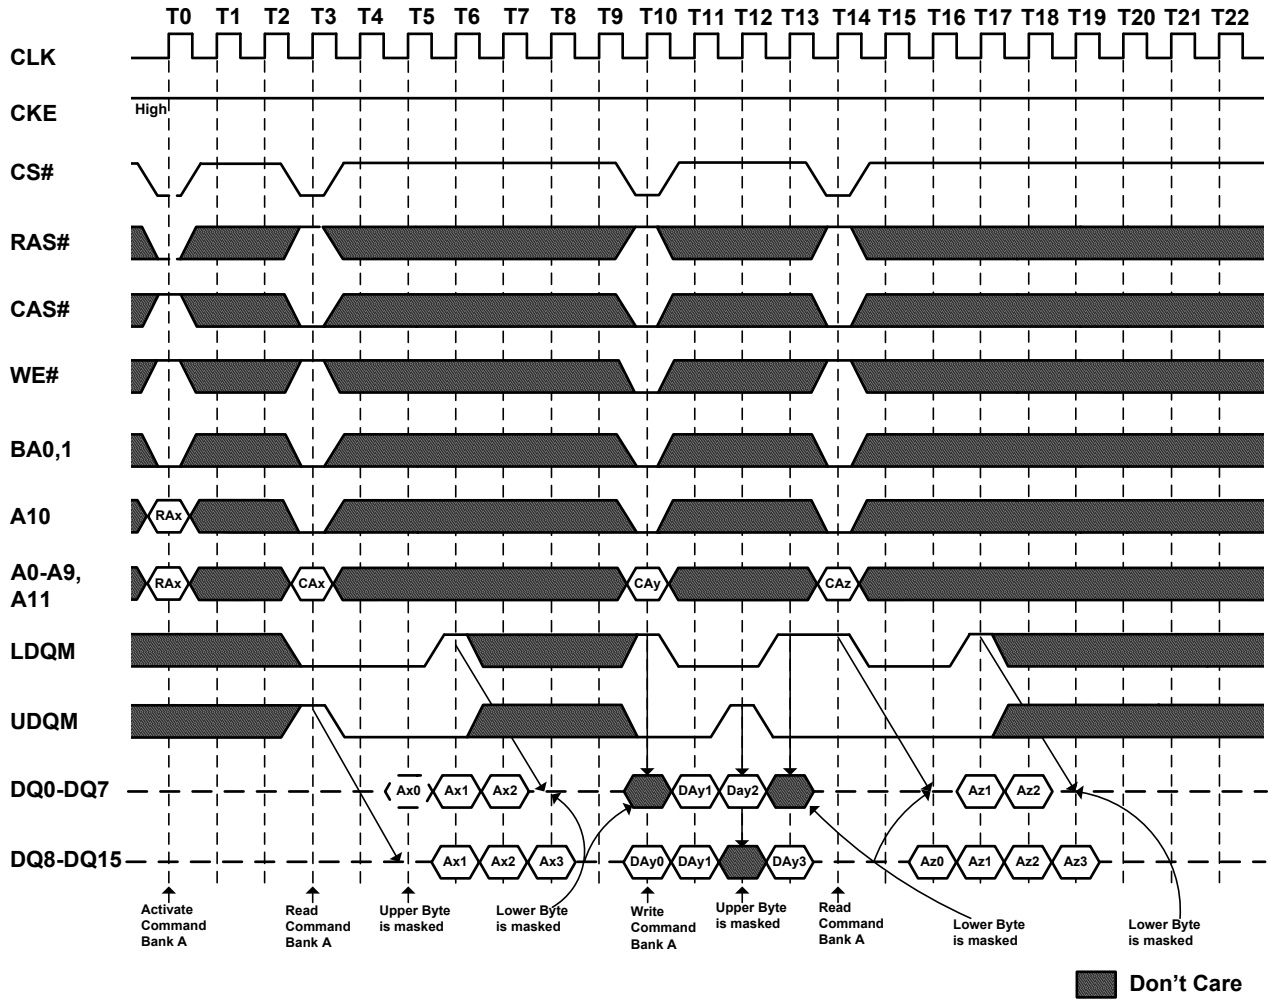 T0 T1 T2 T3 T4 T5 T6 T7 T8 T9 T10 T11 T12 T13 T14 T15 T16 T17 T18 T19 T20 T21 T22
CLK
CKE
High
CS#
RAS#
CAS#
WE#
BA0,1
A10
RAx
A0-A9,
A11
RAx CAx CAy CAz
LDQM
UDQM
DQ0-DQ7
Ax0 Ax1 Ax2 DAy1 Day2 Az1 Az2
DQ8-DQ15
Ax1 Ax2 Ax3 DAy0 DAy1 DAy3 Az0 Az1 Az2 Az3
Activate
Command
Bank A
Read
Command
Bank A
Upper Byte
is masked
Lower Byte
is masked
Write
Command
Bank A
Upper Byte
is masked
Read
Command
Bank A
Lower Byte
is masked
Lower Byte
is masked
Don't Care